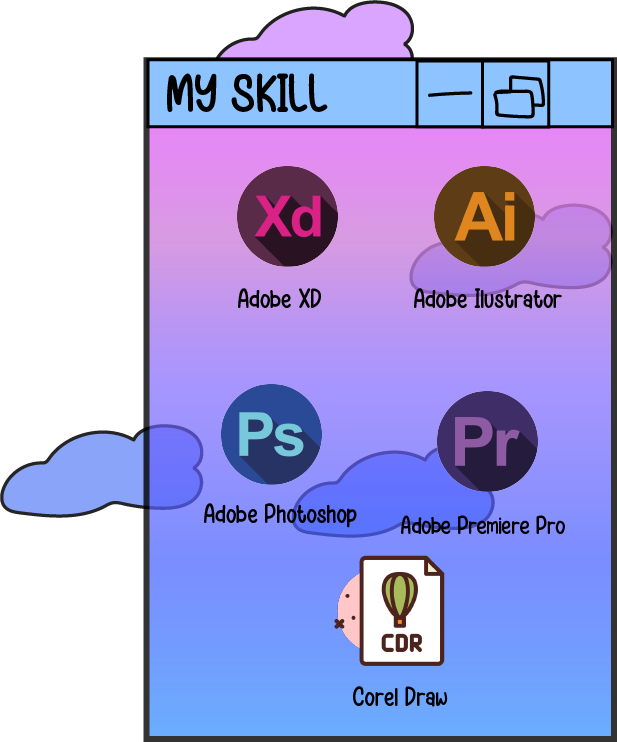 MY SKILL
Xd
Ai
Adobe XD
Adobe Ilustrator
Ps
Pr
Adobe Photoshop
Adobe Premiere Pro
CDR
Corel Draw